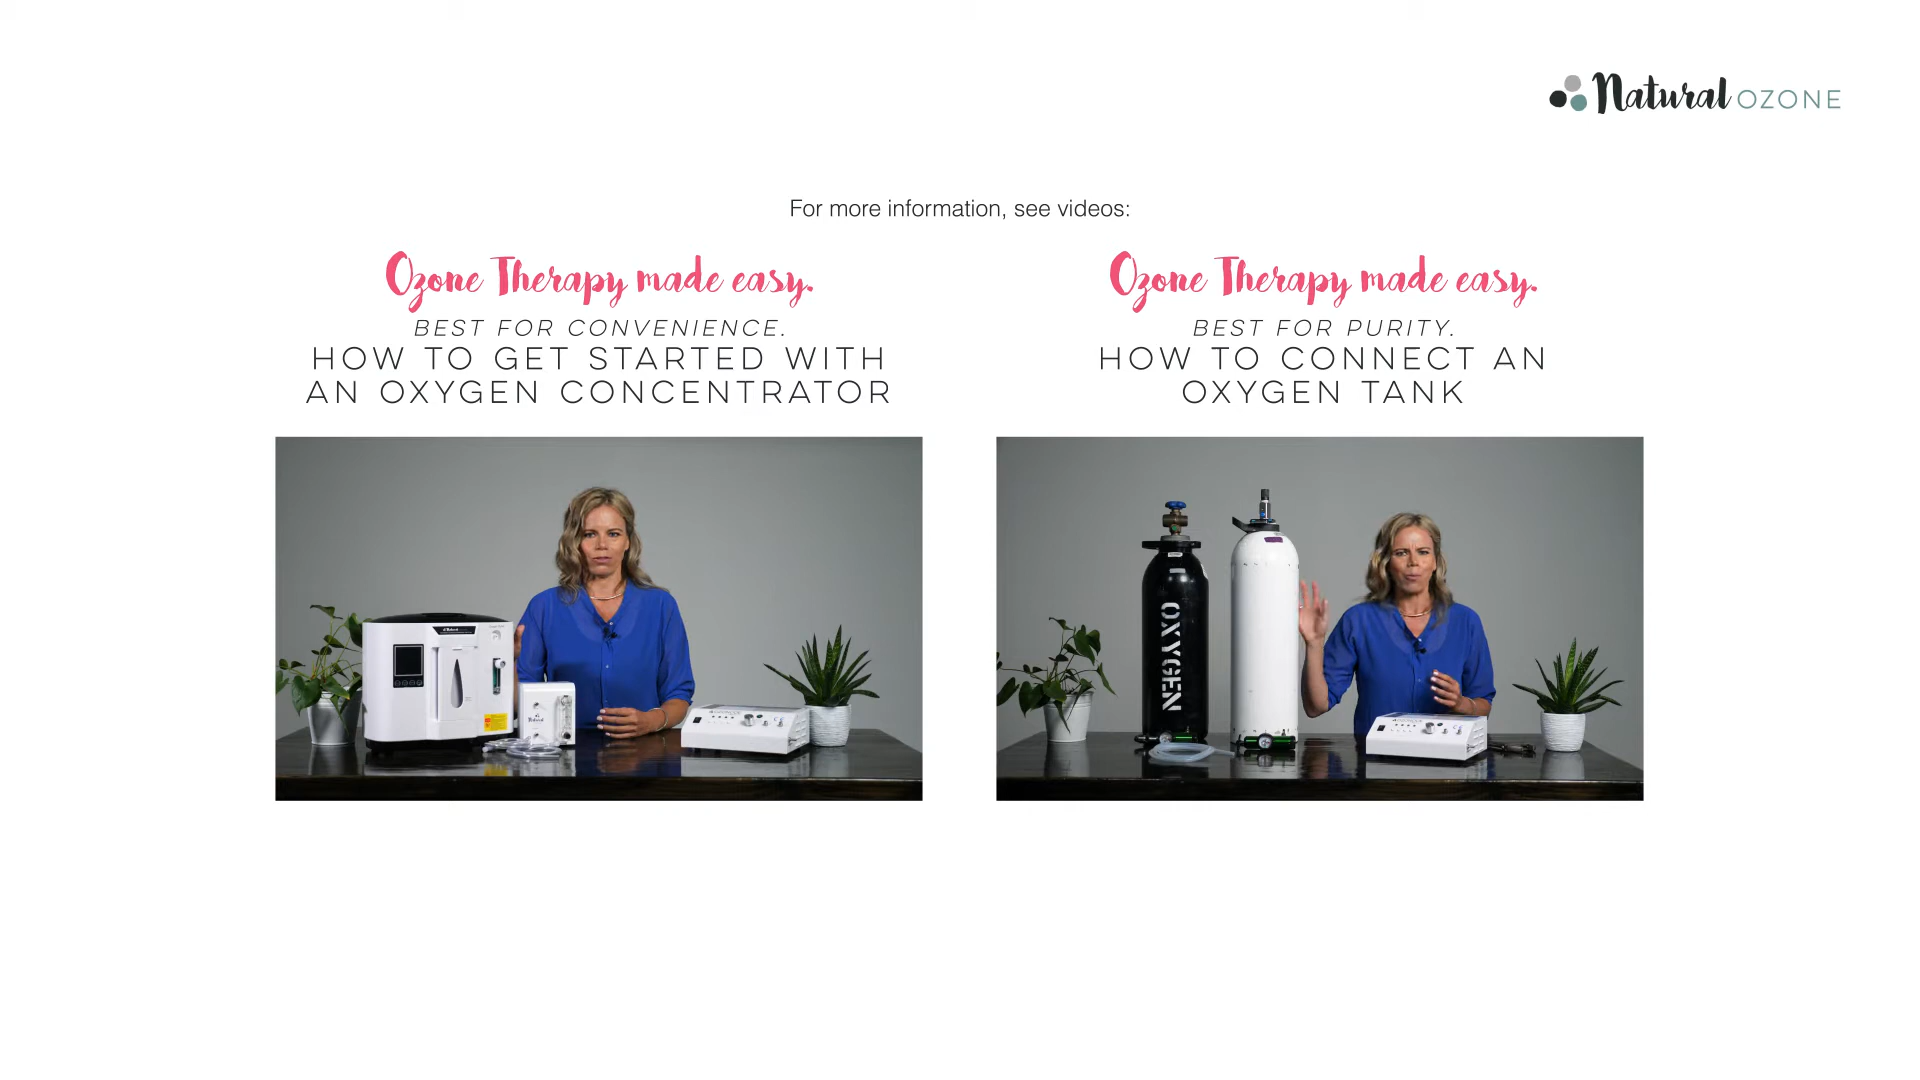 Natural OZONE
For more information, see videos:
Ozone Therapy made easy.
BEST FOR CONVENIENCE.
HOW TO GET STARTED WITH
AN OXYGEN CONCENTRATOR
Ozone Therapy made easy.
BEST FOR PURITY.
HOW TO CONNECT AN
OXYGEN TANK
Natural
OXYGEN